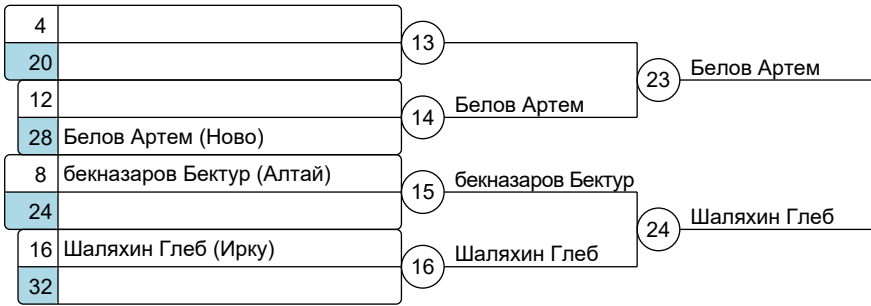 4
13
20
23 Белов Артем
12
14 Белов Артем
28 Белов Артем (Ново)
8 бекназаров Бектур (Алтай)
15 бекназаров Бектур
24
24 Шаляхин Глеб
16 Шаляхин Глеб (Ирку)
16 Шаляхин Глеб
32